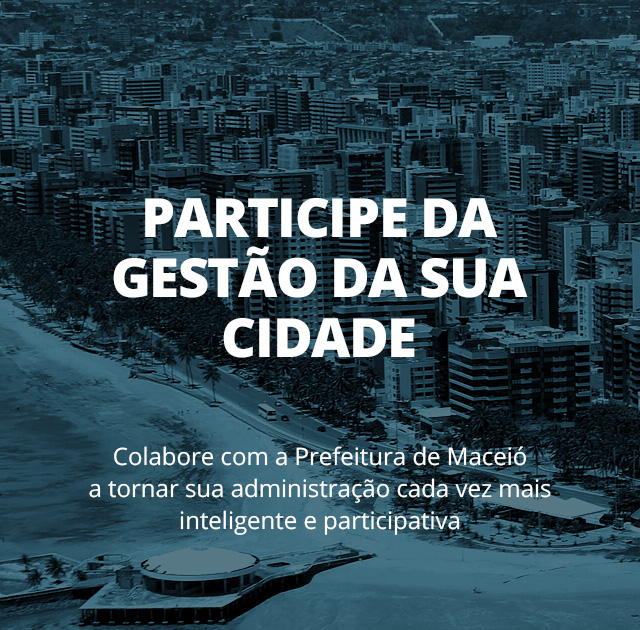 PARTICIPE DA
GESTÃO DA SUA
CIDADE
Colabore com a Prefeitura de Maceió
a tornar sua administração cada vez mais
inteligente e participativa